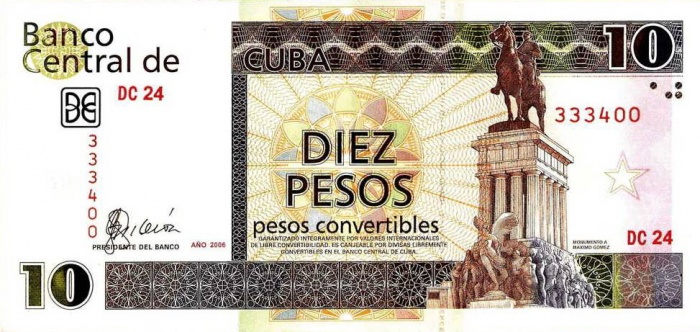 Banco
Central de
CUBA
10
DC 24
333400
333400
DIEZ
PESOS
pesos convertibles
GARANTIZADO INTEGRAMENTE POR VALORES INTERNACIONALES
DE LIBRE CONVERTIBILIDAD. ES CANJEABLE POR DIVISAS LIBREMENTE
CONVERTIBLES EN EL BANCO CENTRAL DE CUBA.
PRESIDENTE DEL BANCO
AÑO 2006
MONUMENTO A
MAXIMO GOMEZ
DC 24
10